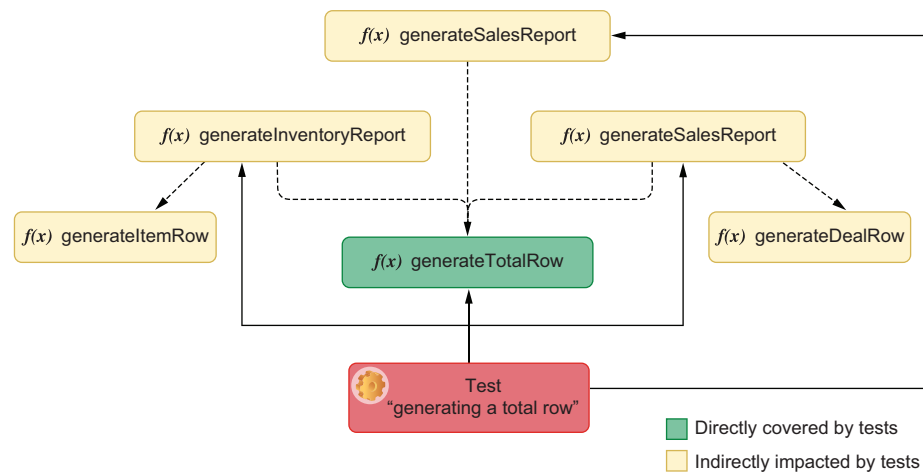 f(x) generateSalesReport
f(x) generateInventoryReport
f(x) generateSalesReport
f(x) generateItemRow
f(x) generateTotalRow
f(x) generateDealRow
Test
“generating a total row”
Directly covered by tests
Indirectly impacted by tests